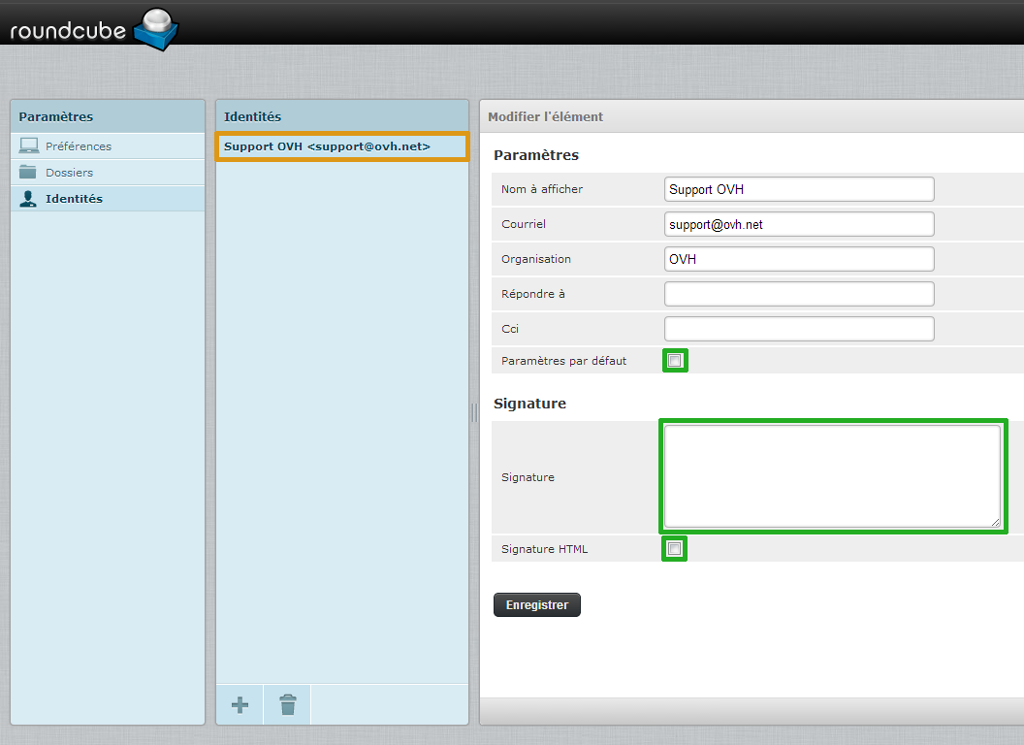 roundcube
Paramètres
Préférences
Dossiers
Identités
Identités
Support OVH <support@ovh.net>
Modifier l'élément
Paramètres
Nom à afficher Support OVH
Courriel support@ovh.net
Organisation OVH
Répondre à
Cci
Paramètres par défaut
Signature
Signature
Signature HTML
Enregistrer